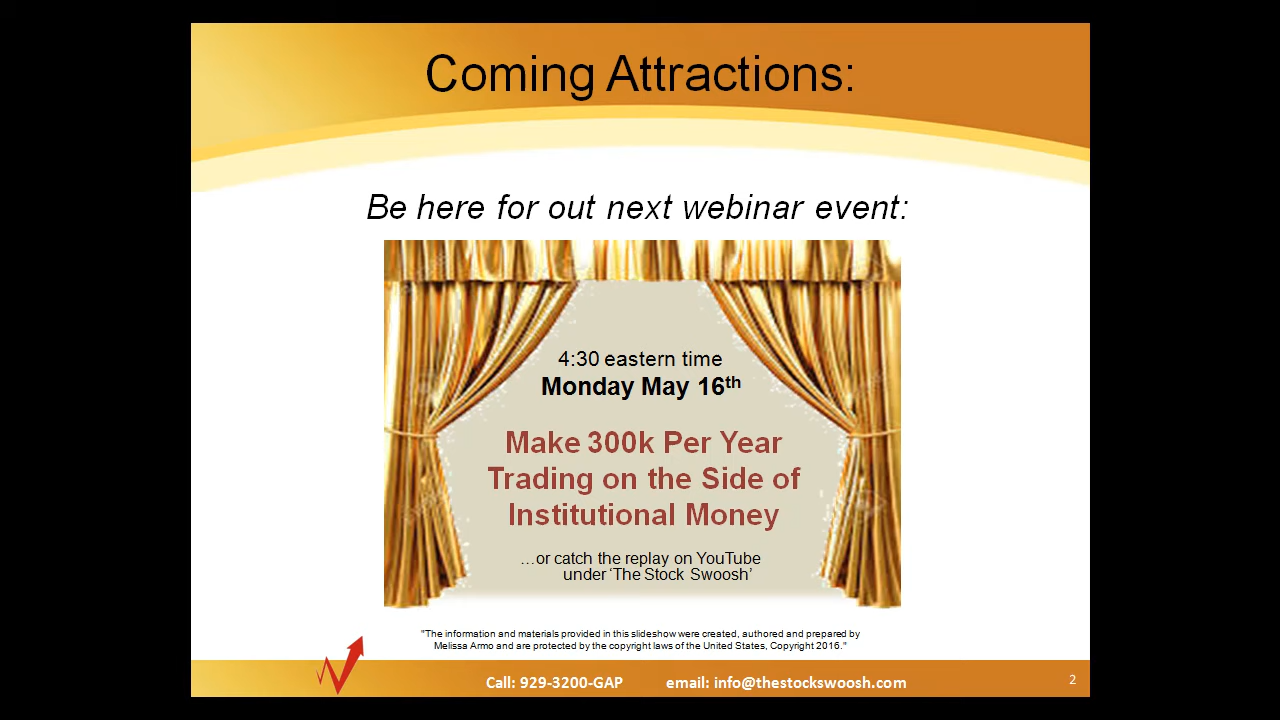 Coming Attractions:
Be here for out next webinar event:
4:30 eastern time
Monday May 16th
Make 300k Per Year
Trading on the Side of
Institutional Money
…or catch the replay on YouTube
under ‘The Stock Swoosh’
"The information and materials provided in this slideshow were created, authored and prepared by
Melissa Armo and are protected by the copyright laws of the United States, Copyright 2016."
Call: 929-3200-GAP email: info@thestockswoosh.com
2